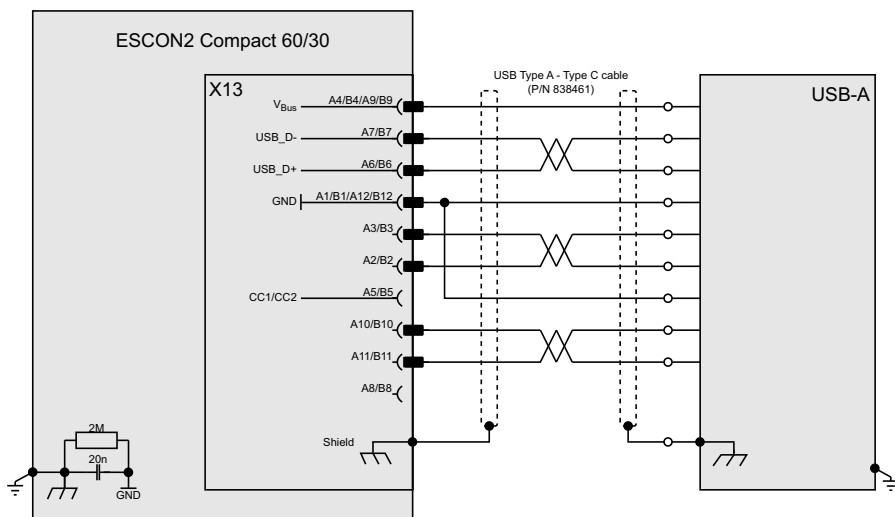 ESCON2 Compact 60/30
USB Type A - Type C cable
(P/N 838461)
X13
USB-A
VBus
A4/B4/A9/B9
USB_D-
A7/B7
USB_D+
A6/B6
GND
A1/B1/A12/B12
A3/B3
A2/B2
CC1/CC2
A5/B5
A10/B10
A11/B11
A8/B8
Shield
2M
20n
GND